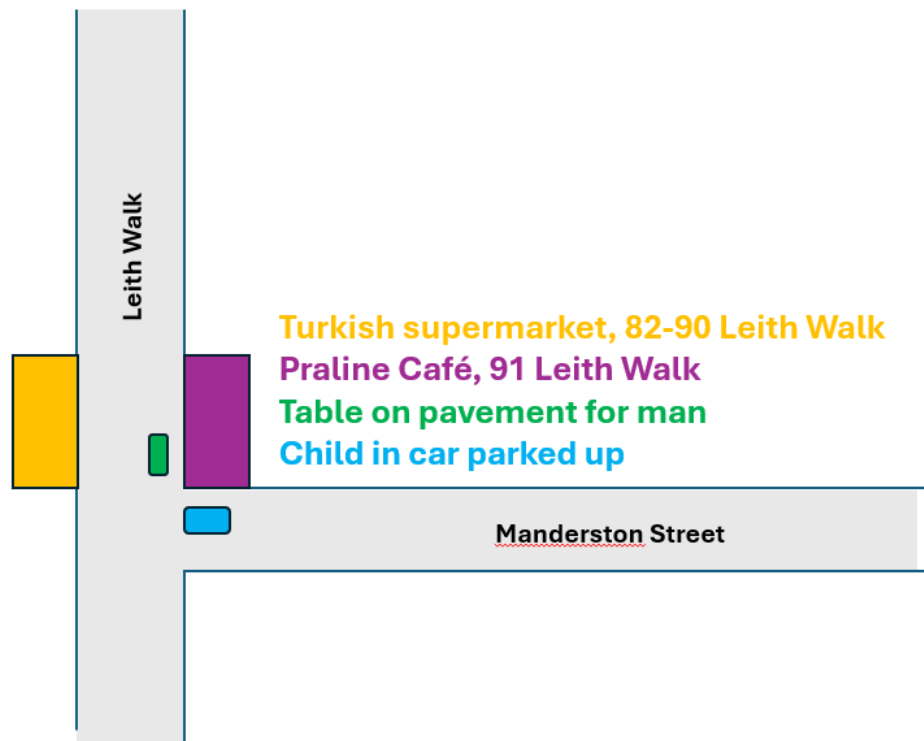 Leith Walk
Turkish supermarket, 82-90 Leith Walk
Praline Café, 91 Leith Walk
Table on pavement for man
Child in car parked up
Manderston Street